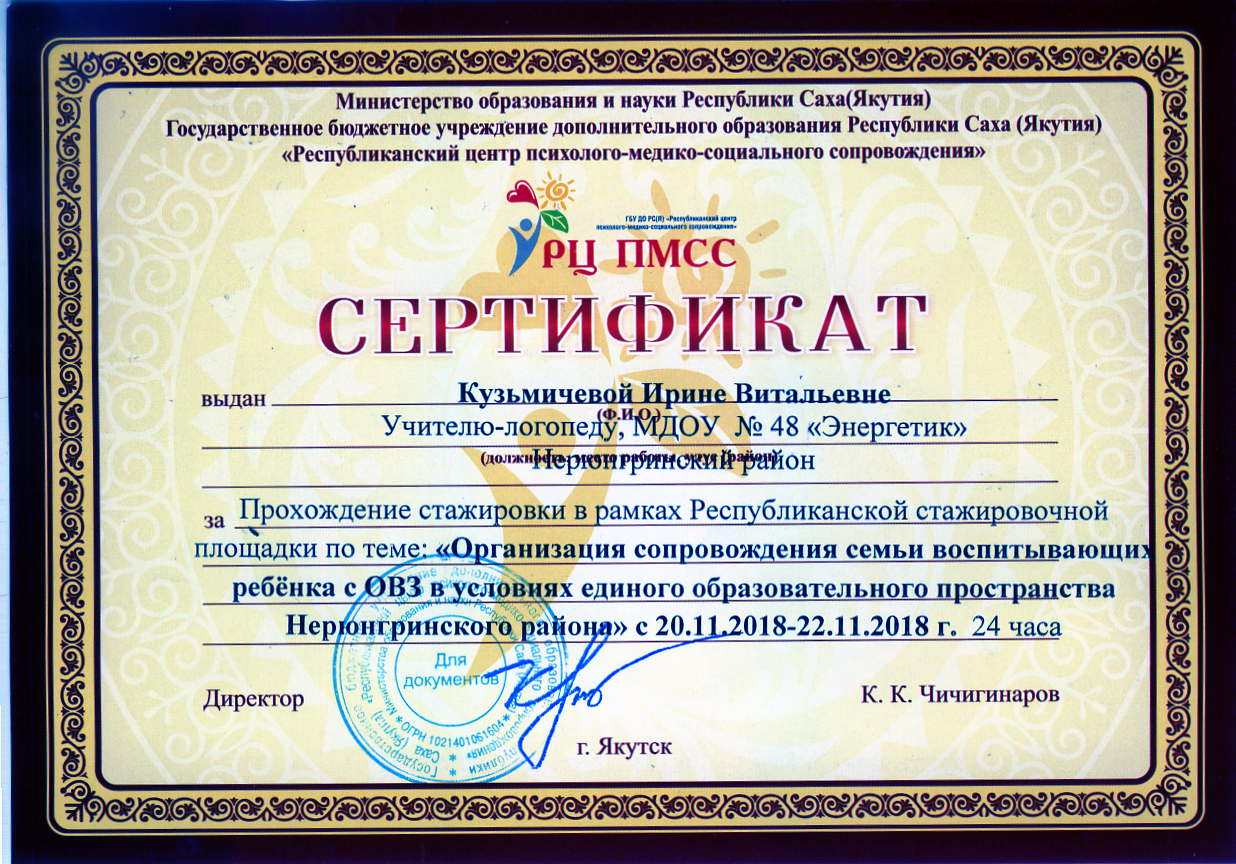 Министерство образования и науки Республики Саха(Якутия)
Государственное бюджетное учреждение дополнительного образования Республики Саха (Якутия)
«Республиканский центр психолого-медико-социального сопровождения»
ГБУ ДО РС(Я) «Республиканский центр
психолого-медико-социального сопровождения»
РЦ ПМСС
СЕРТИФИКАТ
выдан Кузьмичевой Ирине Витальевне
(Ф.И.О.)
Учителю-логопеду, МДОУ № 48 «Энергетик»
(должность, место работы, улус (район)
Нерюнгринский район
за Прохождение стажировки в рамках Республиканской стажировочной
площадки по теме: «Организация сопровождения семьи воспитывающих
ребёнка с ОВЗ в условиях единого образовательного пространства
Нерюнгринского района» с 20.11.2018-22.11.2018 г. 24 часа
Для
документов
ОГРН 1021401061604
Директор
К. К. Чичигинаров
г. Якутск